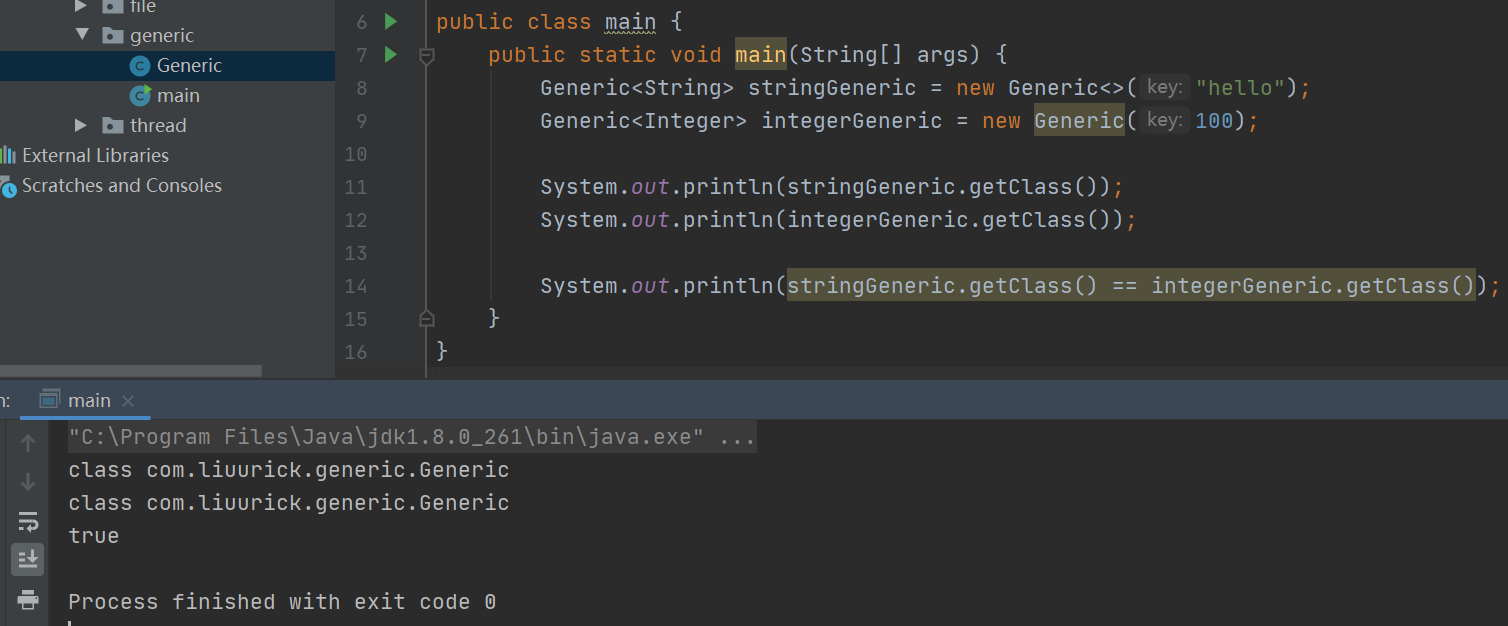 file
generic
Generic
main
thread
External Libraries
Scratches and Consoles
6 public class main {
7 public static void main(String[] args) {
8 Generic<String> stringGeneric = new Generic<>( key: "hello");
9 Generic<Integer> integerGeneric = new Generic( key: 100);
10
11 System.out.println(stringGeneric.getClass());
12 System.out.println(integerGeneric.getClass());
13
14 System.out.println(stringGeneric.getClass() == integerGeneric.getClass());
15 }
16 }
main
"C:\Program Files\Java\jdk1.8.0_261\bin\java.exe" ...
class com.liuurick.generic.Generic
class com.liuurick.generic.Generic
true
Process finished with exit code 0